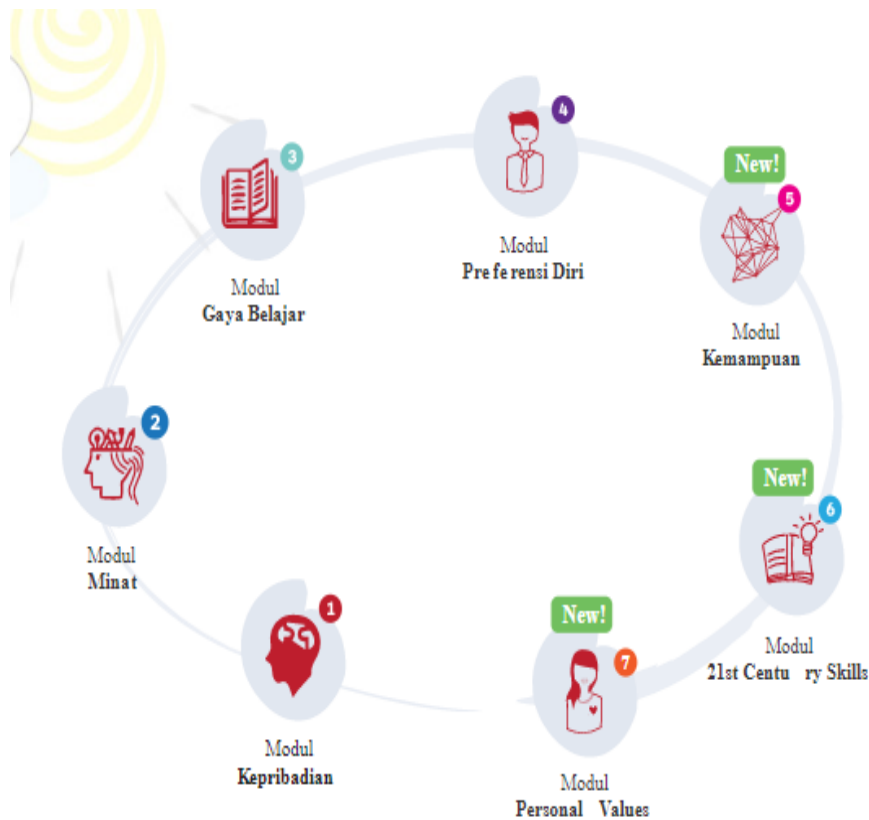 4
Modul
Preferensi Diri
3
Modul
Gaya Belajar
New!
5
Modul
Kemampuan
2
Modul
Minat
New!
6
Modul
21st Century Skills
1
Modul
Kepribadian
New!
7
Modul
Personal Values